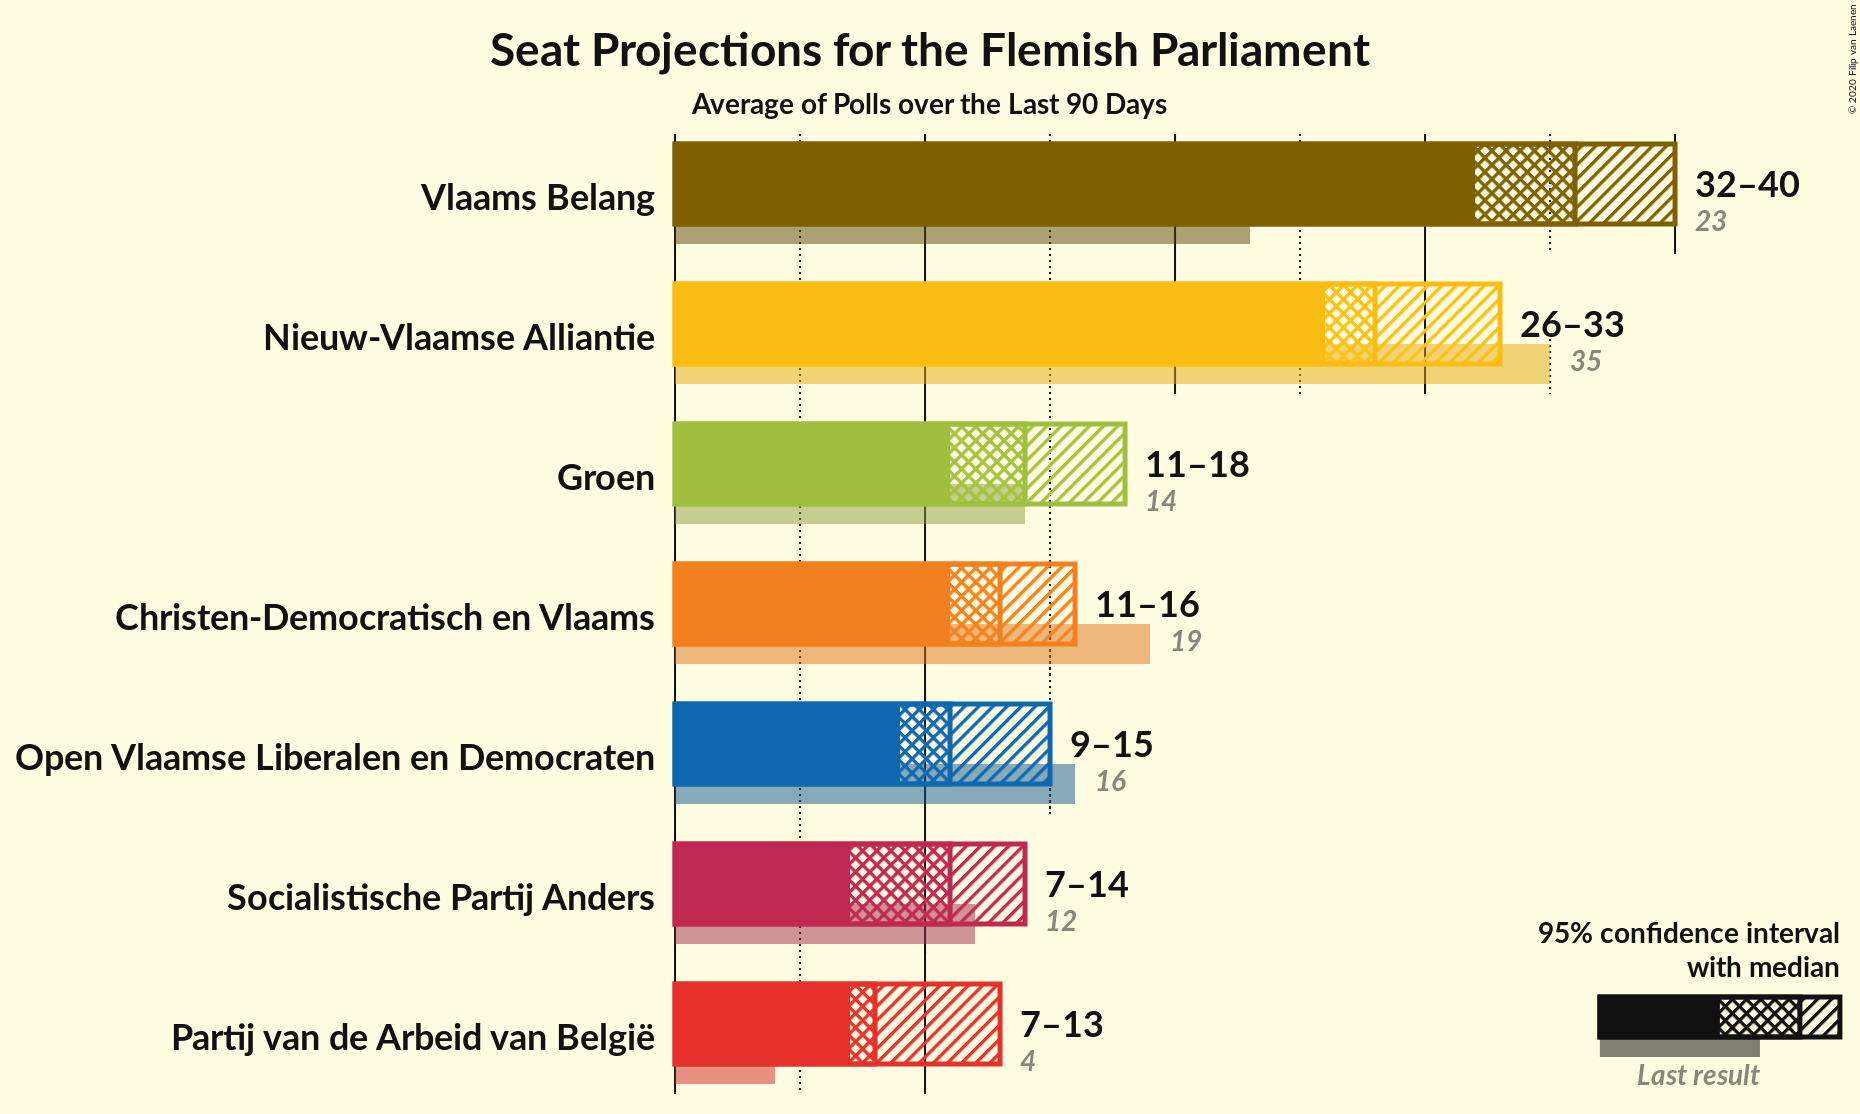 Seat Projections for the Flemish Parliament
Average of Polls over the Last 90 Days
© 2020 Filip van Laenen
Vlaams Belang
32–40
23
Nieuw-Vlaamse Alliantie
26–33
35
Groen
11–18
14
Christen-Democratisch en Vlaams
11–16
19
Open Vlaamse Liberalen en Democraten
9–15
16
Socialistische Partij Anders
7–14
12
Partij van de Arbeid van België
7–13
4
95% confidence interval
with median
Last result